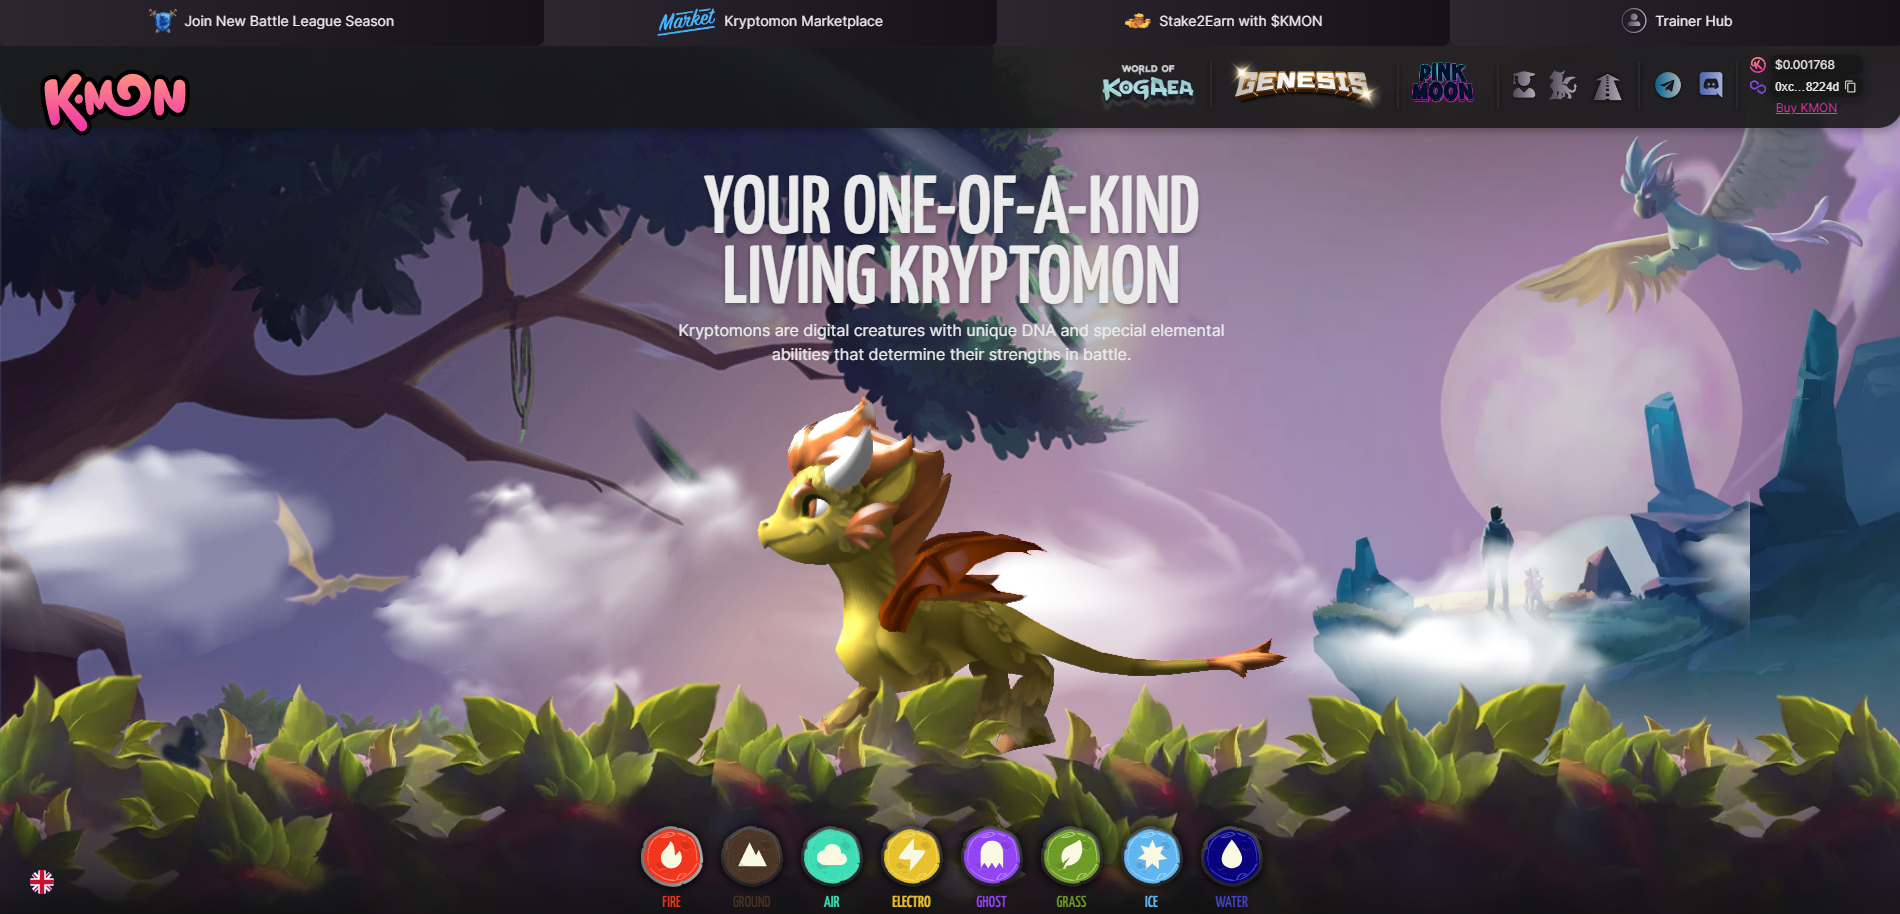 Join New Battle League Season
Market
Kryptomon Marketplace
Stake2Earn with $KMON
Trainer Hub
KMON
WORLD OF
KOGAEA
GENESIS
PINK
MOON
$0.001768
0xc...8224d
Buy KMON
YOUR ONE-OF-A-KIND
LIVING KRYPTOMON
Kryptomons are digital creatures with unique DNA and special elemental
abilities that determine their strengths in battle.
FIRE
GROUND
AIR
ELECTRO
GHOST
GRASS
ICE
WATER